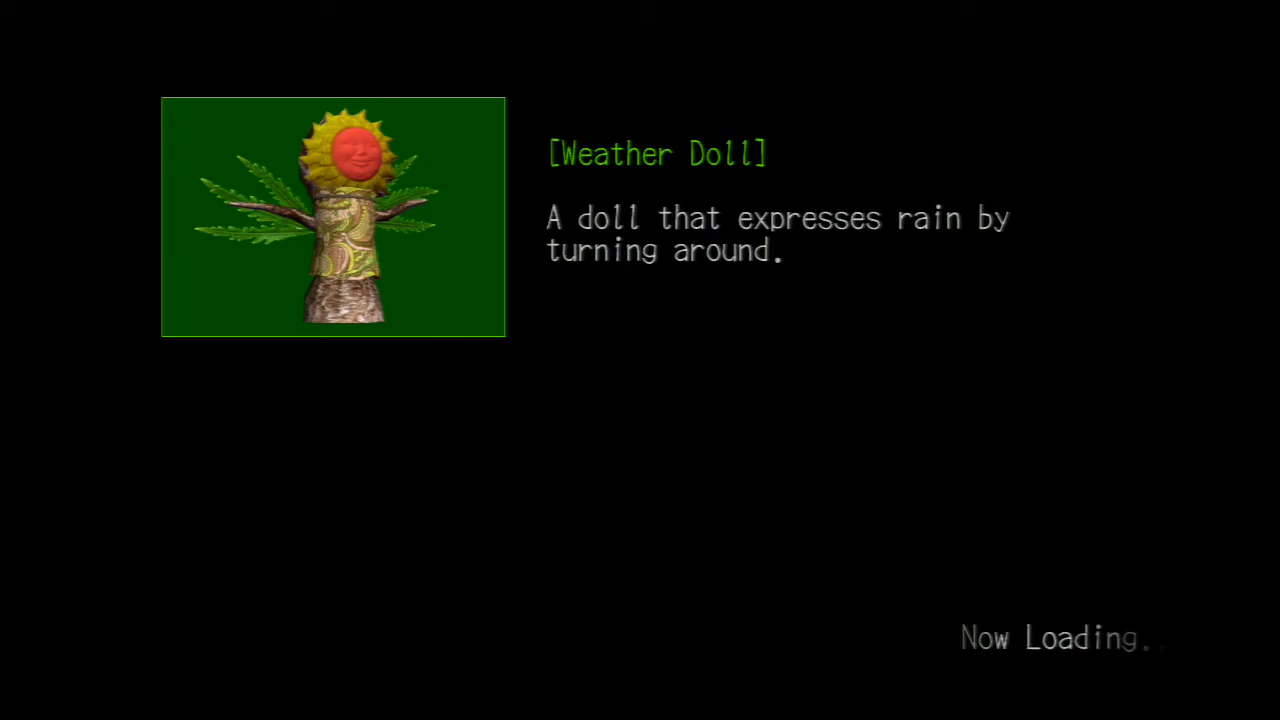 [Weather Doll]
A doll that expresses rain by
turning around.
Now Loading..